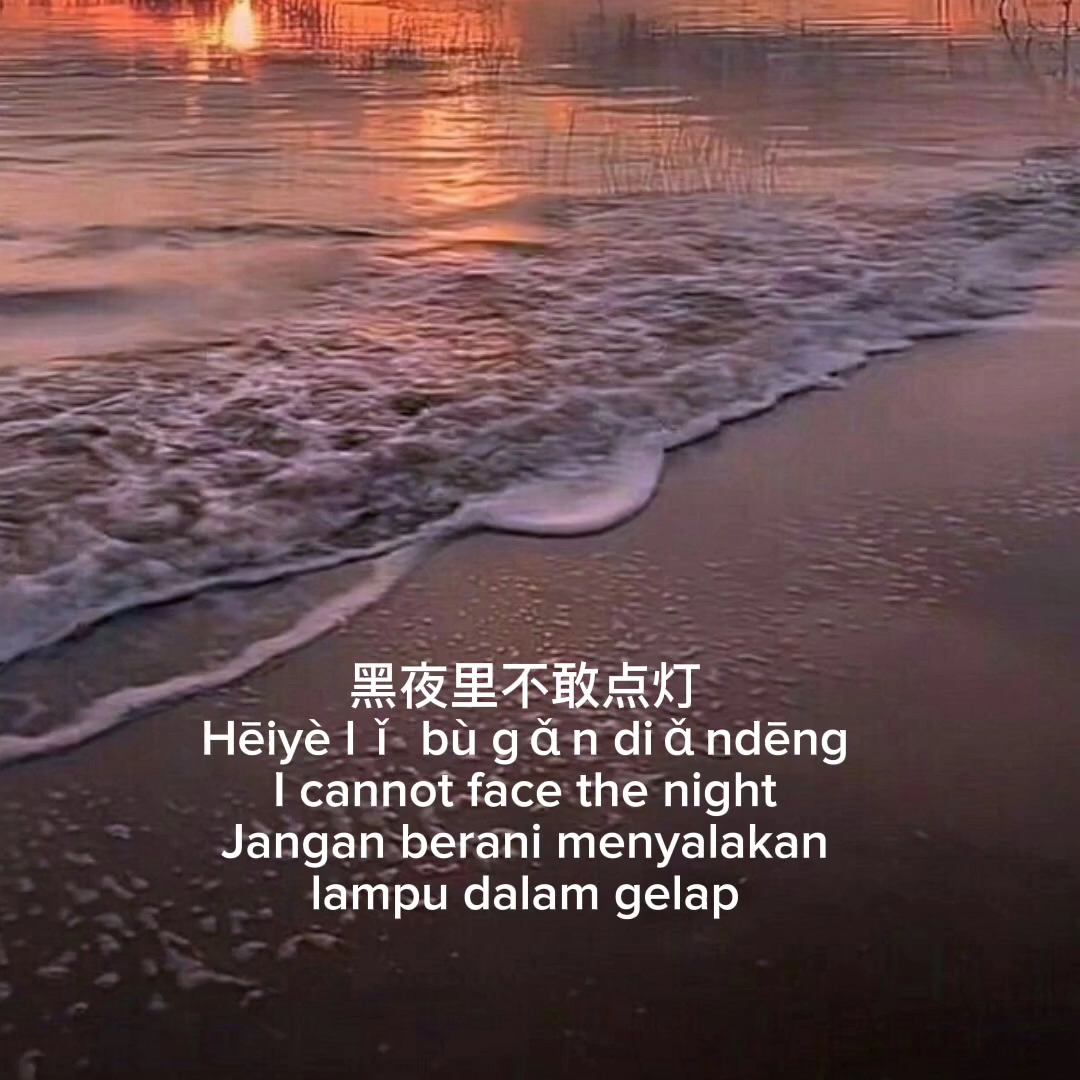 黑夜里不敢点灯
Hēiyè lǐ bù gǎn diǎndēng
I cannot face the night
Jangan berani menyalakan
lampu dalam gelap